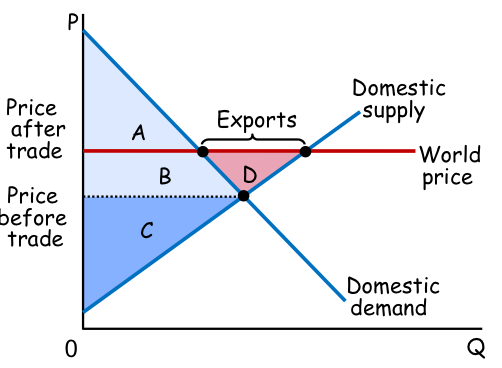 P
Domestic
supply
Price
after
trade
Exports
A
World
price
B
D
Price
before
trade
C
Domestic
demand
0
Q